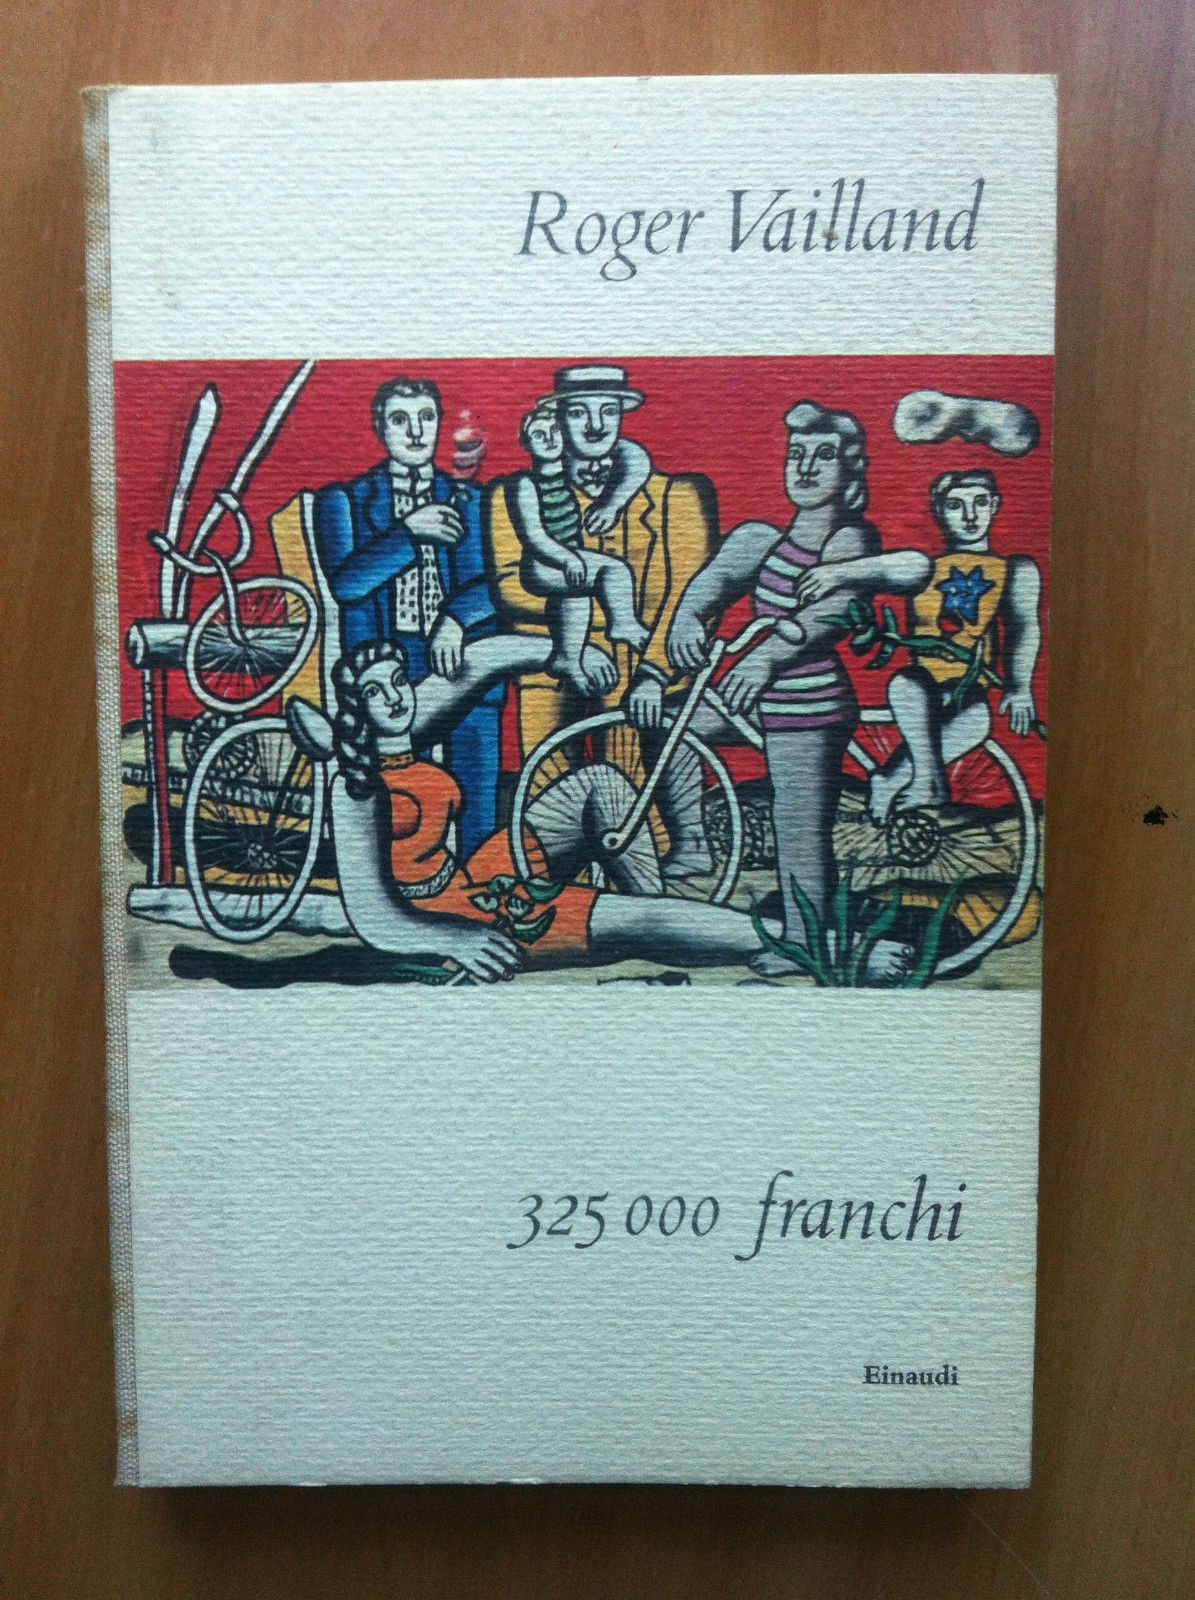 Roger Vailland
325 000 franchi
Einaudi